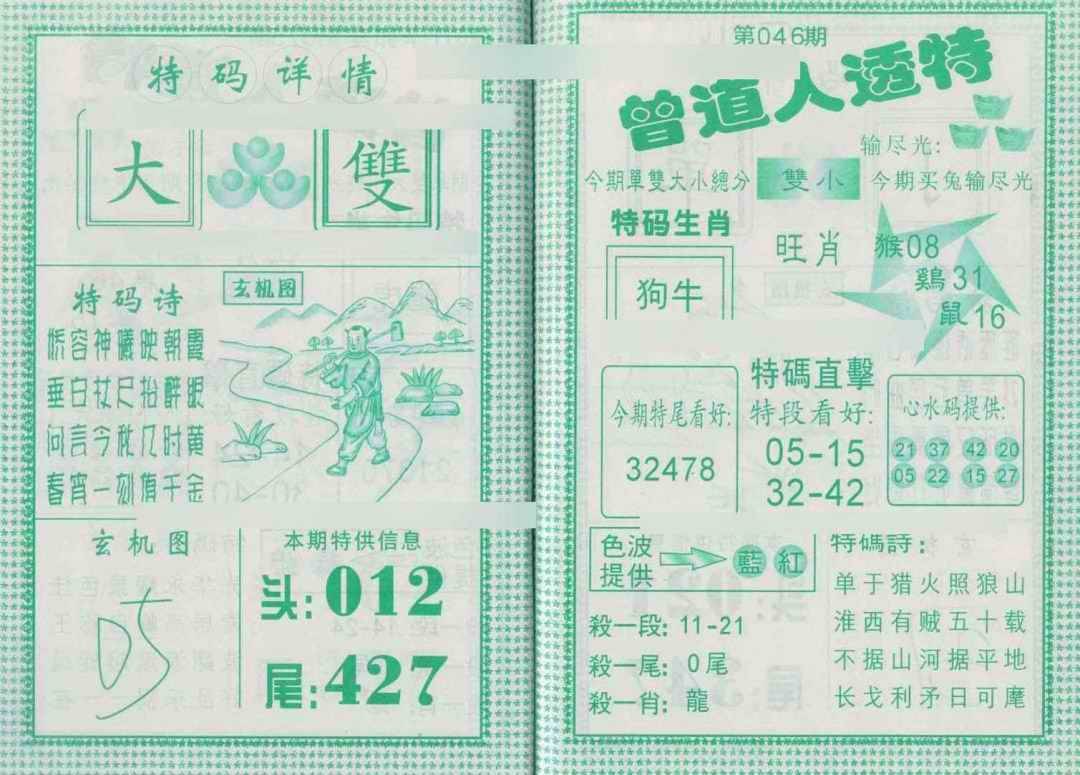 特码详情
大 雙
特码诗
娇容神曦映朝霞
垂白杖尺抬醉眼
问言今秋几时黄
春宵一刻值千金
玄机图
玄机图
本期特供信息
头:012
尾:427
第046期
曾道人透特
输尽光:
今期單雙大小總分 雙小 今期买兔输尽光
特码生肖
狗牛
旺肖
猴08
鷄31
鼠16
今期特尾看好:
32478
特碼直擊
特段看好:
05-15
32-42
心水码提供:
21 37 42 20
05 22 15 27
色波提供 藍 紅
殺一段: 11-21
殺一尾: 0尾
殺一肖: 龍
特碼詩:
单于猎火照狼山
淮西有贼五十载
不据山河据平地
长戈利矛日可麾